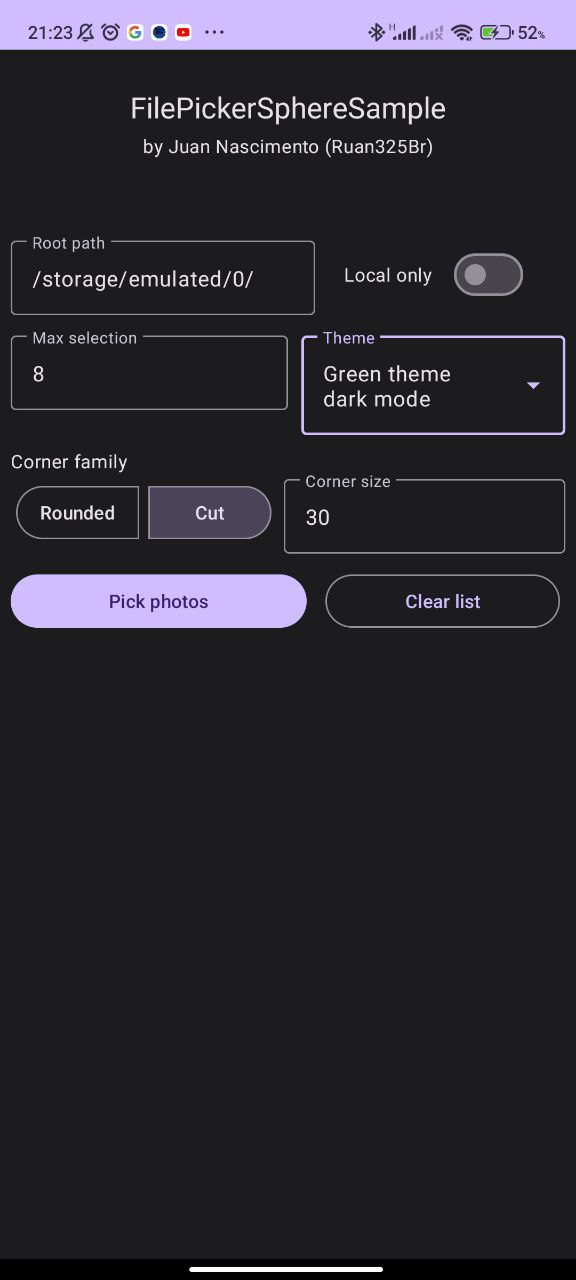 21:23
H
52%
FilePickerSphereSample
by Juan Nascimento (Ruan325Br)
Root path
/storage/emulated/0/
Local only
Max selection
8
Theme
Green theme
dark mode
Corner family
Rounded
Cut
Corner size
30
Pick photos
Clear list